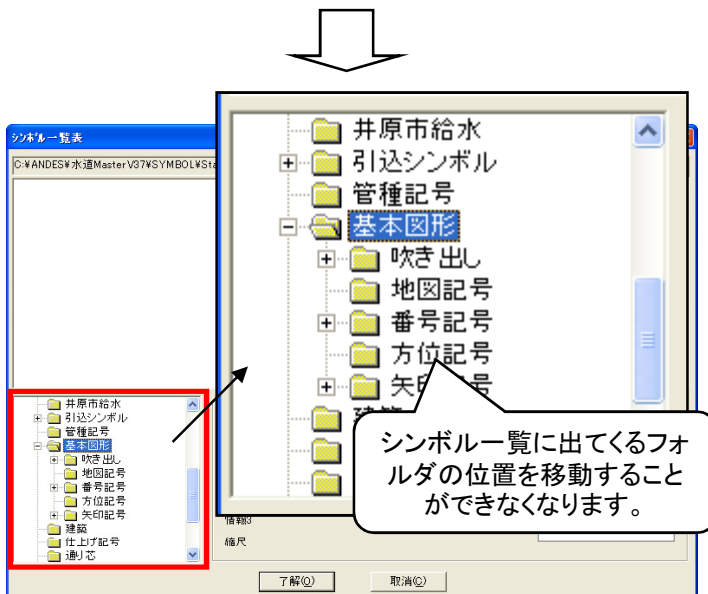 シンボル一覧表
C:¥ANDES¥水道MasterV37¥SYMBOL¥Sta
井原市給水
引込シンボル
管種記号
基本図形
吹き出し
地図記号
番号記号
方位記号
矢印記号
シンボル一覧に出てくるフォ
ルダの位置を移動すること
ができなくなります。
井原市給水
引込シンボル
管種記号
基本図形
吹き出し
地図記号
番号記号
方位記号
矢印記号
建築
仕上げ記号
通り芯
情報3
縮尺
了解(O)
取消(C)